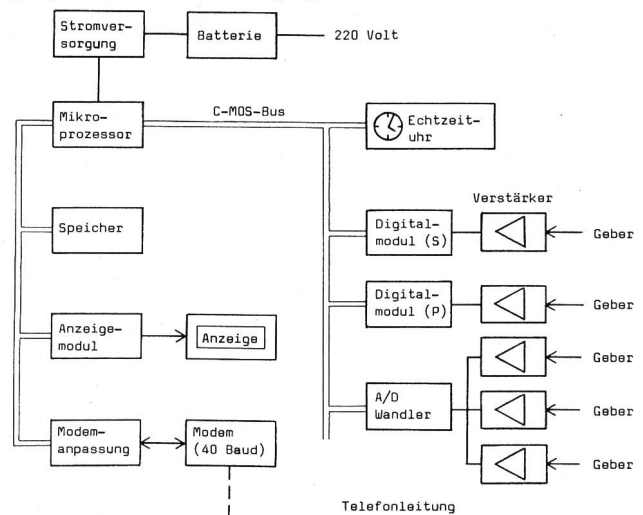 Stromver-
sorgung
Batterie
220 Volt
Mikro-
prozessor
C-MOS-Bus
Echtzeit-
uhr
Verstärker
Speicher
Digital-
modul (S)
Geber
Digital-
modul (P)
Geber
Anzeige-
modul
Anzeige
Geber
A/D
Wandler
Geber
Modem-
anpassung
Modem
(40 Baud)
Geber
Telefonleitung